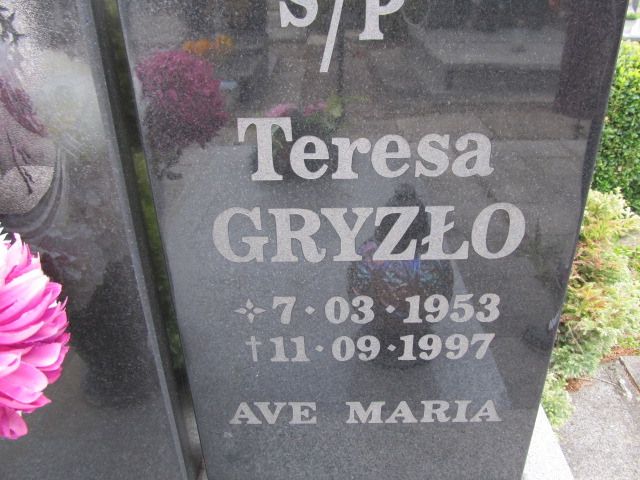 S/P
Teresa
GRYZŁO
7·03·1953
†11·09·1997
AVE MARIA